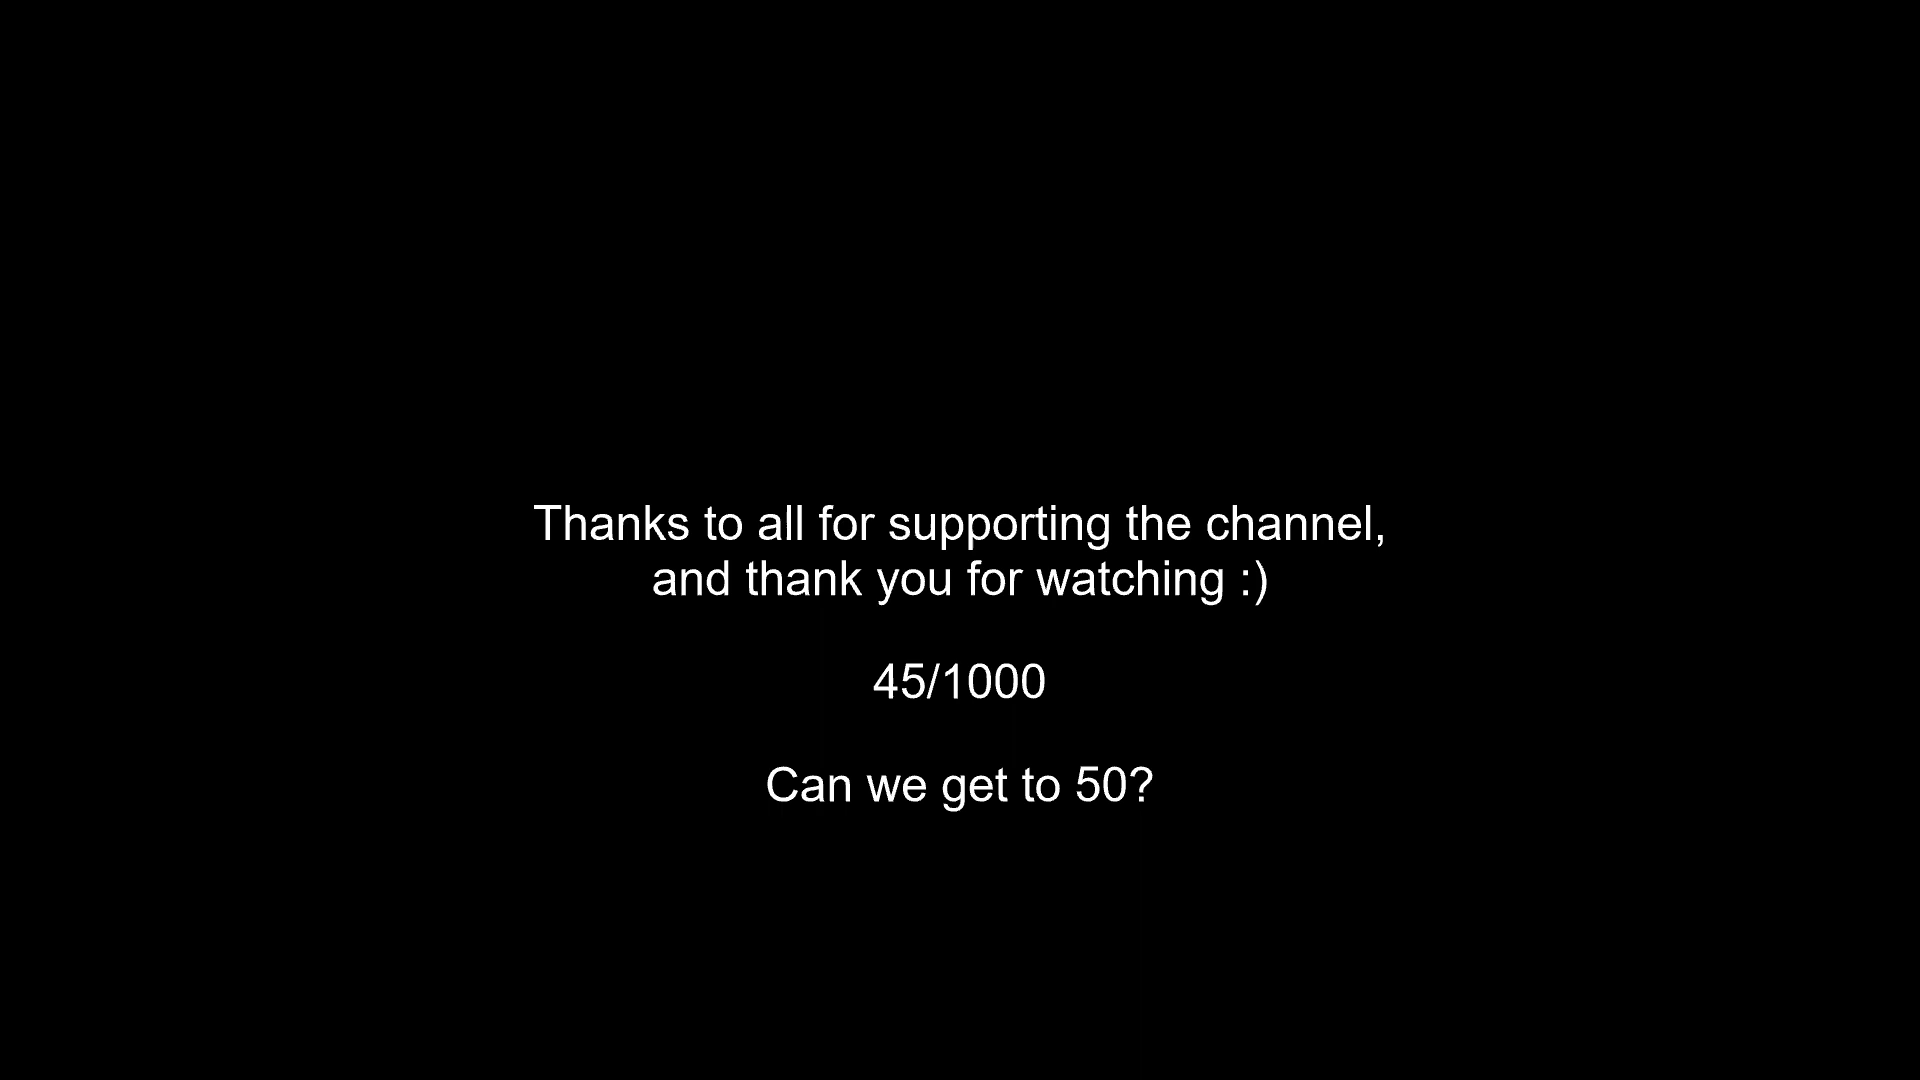 Thanks to all for supporting the channel,
and thank you for watching :)
45/1000
Can we get to 50?